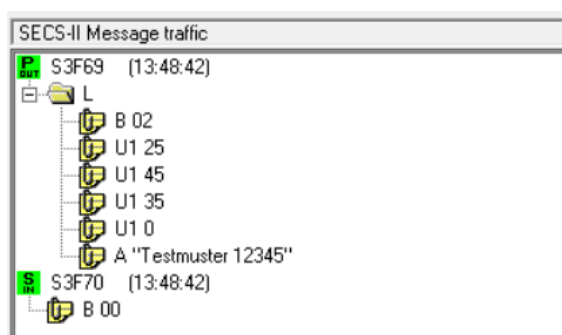 SECS-II Message traffic
P OUT S3F69 (13:48:42)
L
B 02
U1 25
U1 45
U1 35
U1 0
A "Testmuster 12345"
S IN S3F70 (13:48:42)
B 00